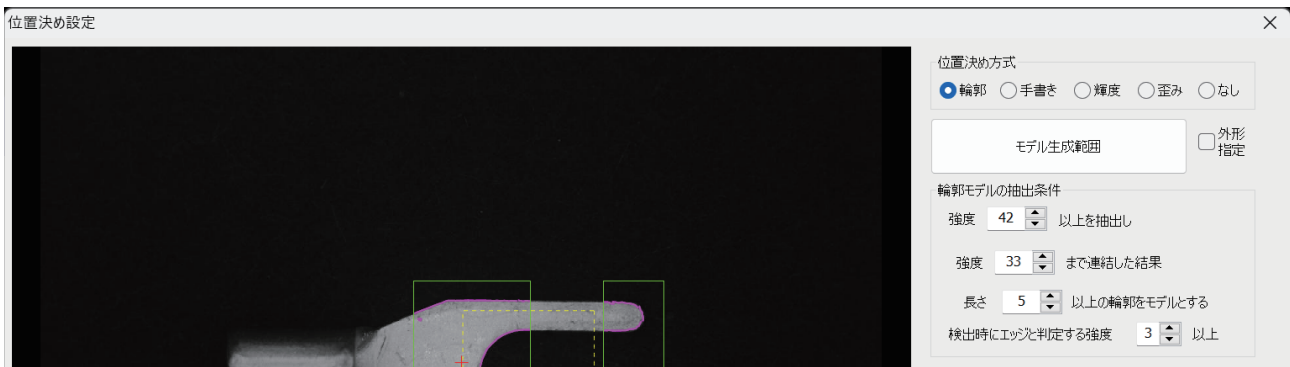 位置決め設定
位置決め方式
輪郭 手書き 輝度 歪み なし
モデル生成範囲
外形
指定
輪郭モデルの抽出条件
強度 42 以上を抽出し
強度 33 まで連結した結果
長さ 5 以上の輪郭をモデルとする
検出時にエッジと判定する強度 3 以上